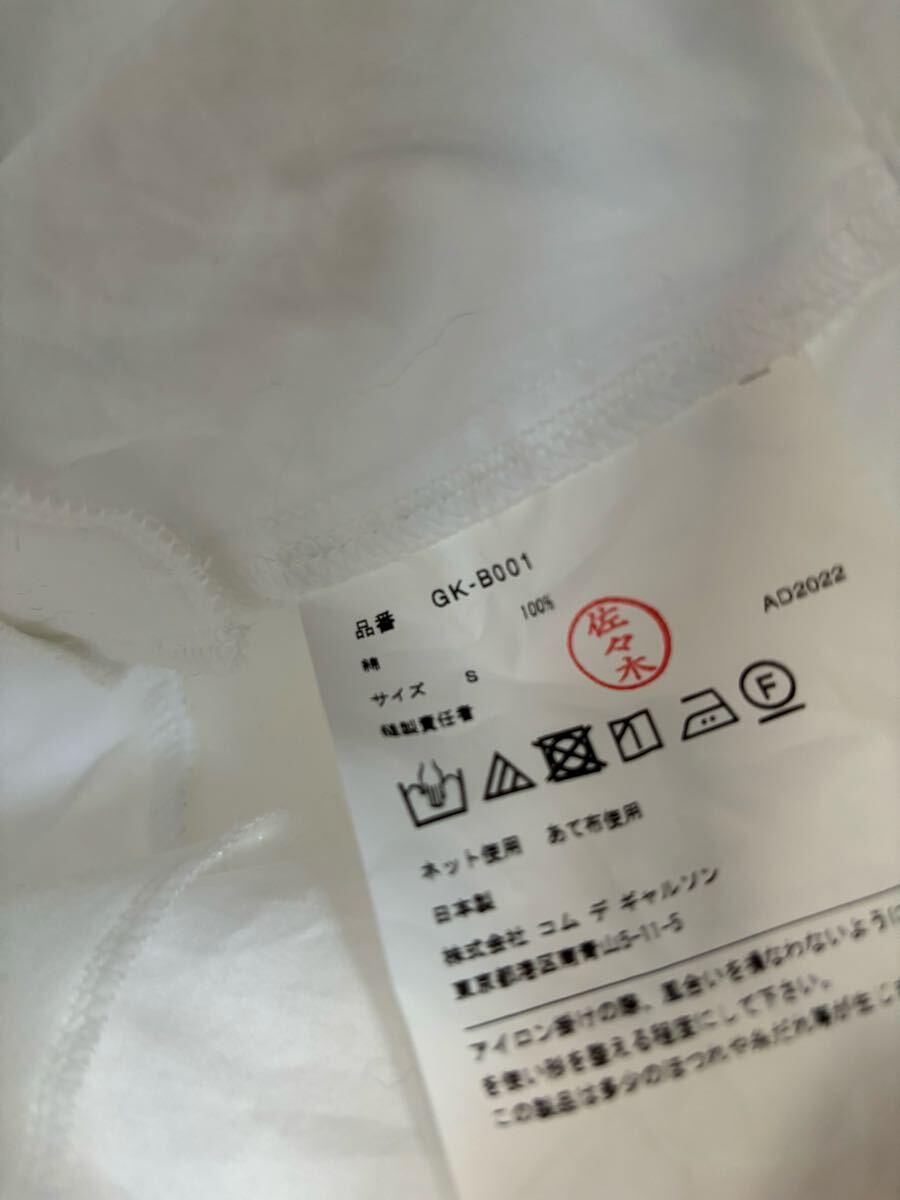 品番 GK-B001
綿 100%
AD2022
サイズ S
縫製責任者 佐々木
1
F
ネット使用 あて布使用
日本製
株式会社 コム デ ギャルソン
東京都港区南青山5-11-5
アイロン掛けの際、風合いを損なわないように
を使い形を整える程度にして下さい。
この製品は多少のほつれや糸だれ等が生じ